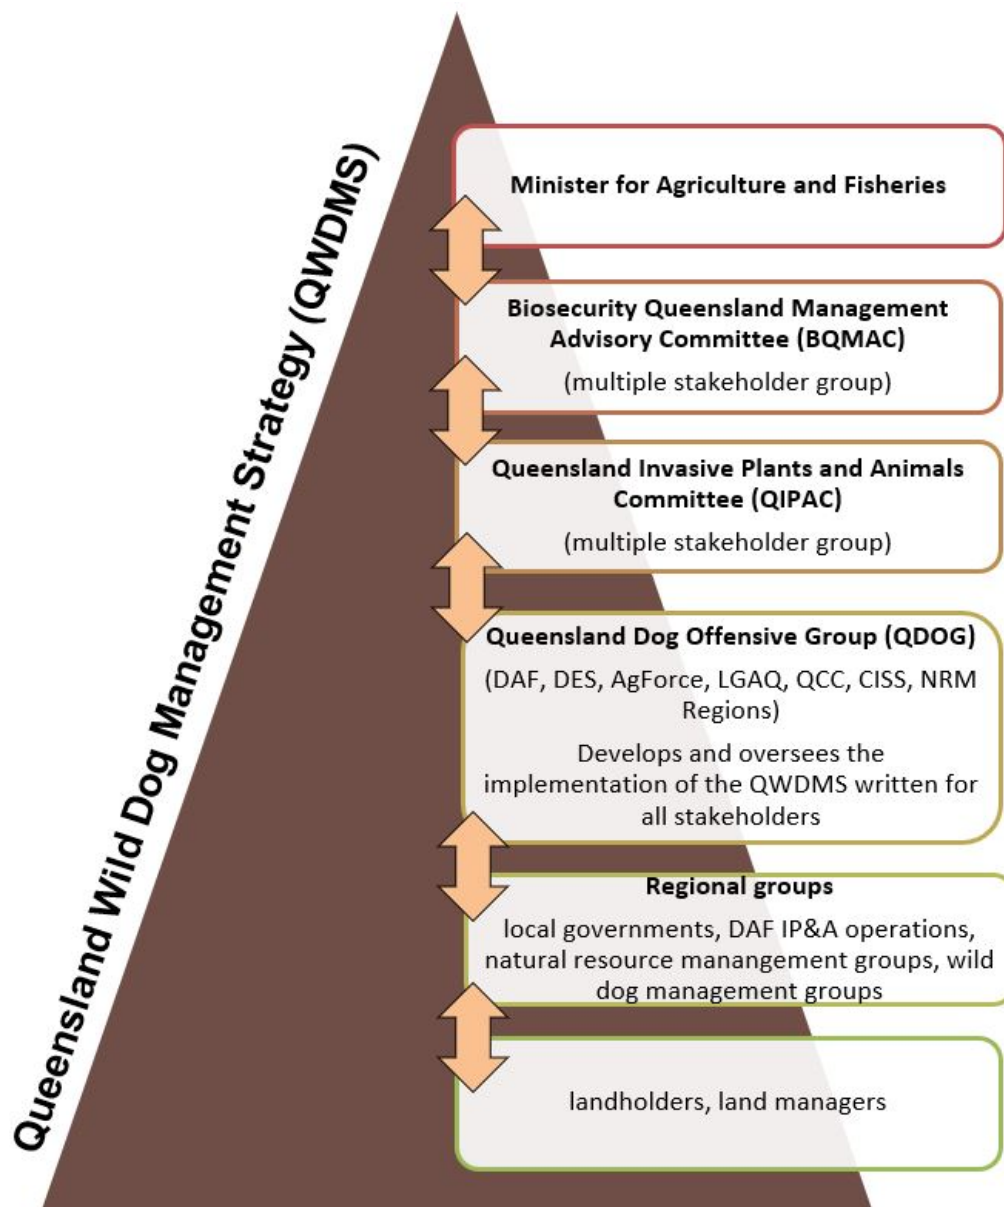 Queensland Wild Dog Management Strategy (QWDMS)
Minister for Agriculture and Fisheries
Biosecurity Queensland Management
Advisory Committee (BQMAC)
(multiple stakeholder group)
Queensland Invasive Plants and Animals
Committee (QIPAC)
(multiple stakeholder group)
Queensland Dog Offensive Group (QDOG)
(DAF, DES, AgForce, LGAQ, QCC, CISS, NRM
Regions)
Develops and oversees the
implementation of the QWDMS written for
all stakeholders
Regional groups
local governments, DAF IP&A operations,
natural resource manangement groups, wild
dog management groups
landholders, land managers